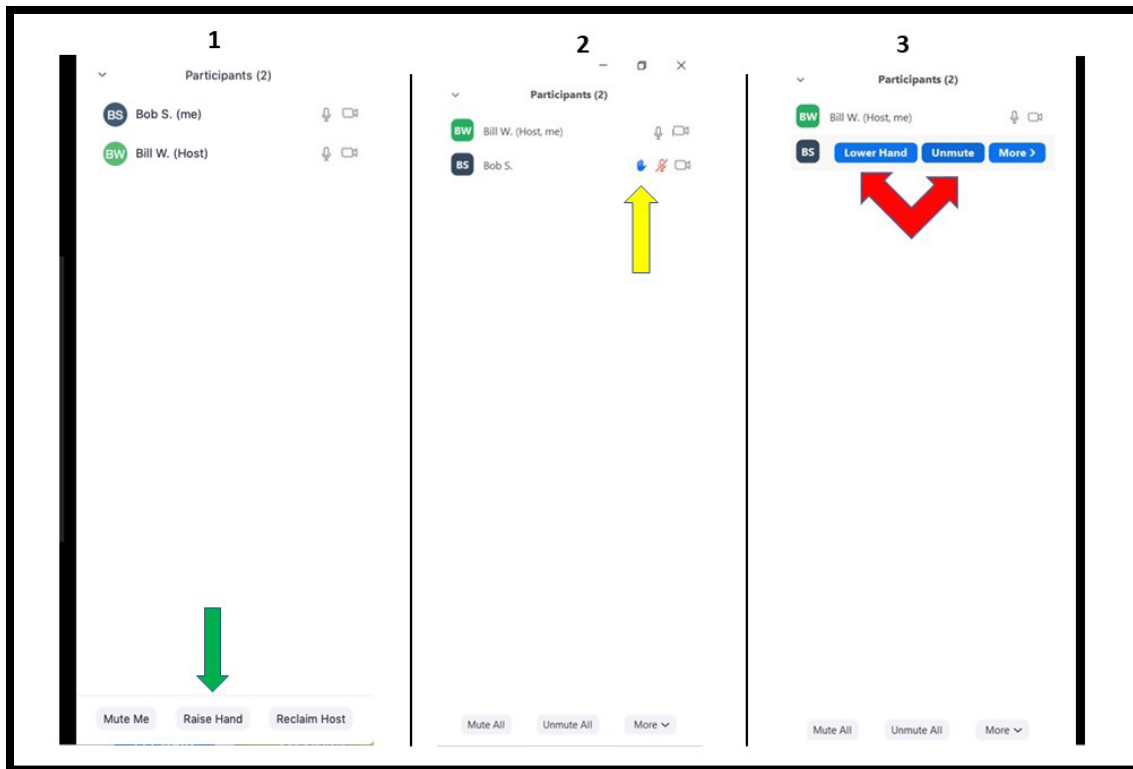 1
Participants (2)
BS Bob S. (me)
BW Bill W. (Host)
Mute Me Raise Hand Reclaim Host
2
Participants (2)
BW Bill W. (Host, me)
BS Bob S.
Mute All Unmute All More
3
Participants (2)
BW Bill W. (Host, me)
BS Lower Hand Unmute More >
Mute All Unmute All More